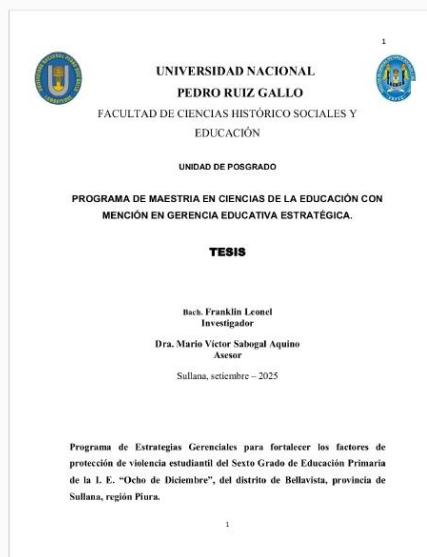 1
UNIVERSIDAD NACIONAL
PEDRO RUIZ GALLO
FACULTAD DE CIENCIAS HISTÓRICO SOCIALES Y
EDUCACIÓN
UNIDAD DE POSGRADO
PROGRAMA DE MAESTRIA EN CIENCIAS DE LA EDUCACIÓN CON
MENCIÓN EN GERENCIA EDUCATIVA ESTRATÉGICA.
TESIS
Bach. Franklin Leonel
Investigador
Dra. Mario Víctor Sabogal Aquino
Asesor
Sullana, setiembre – 2025
Programa de Estrategias Gerenciales para fortalecer los factores de
protección de violencia estudiantil del Sexto Grado de Educación Primaria
de la I. E. “Ocho de Diciembre”, del distrito de Bellavista, provincia de
Sullana, región Piura.
1